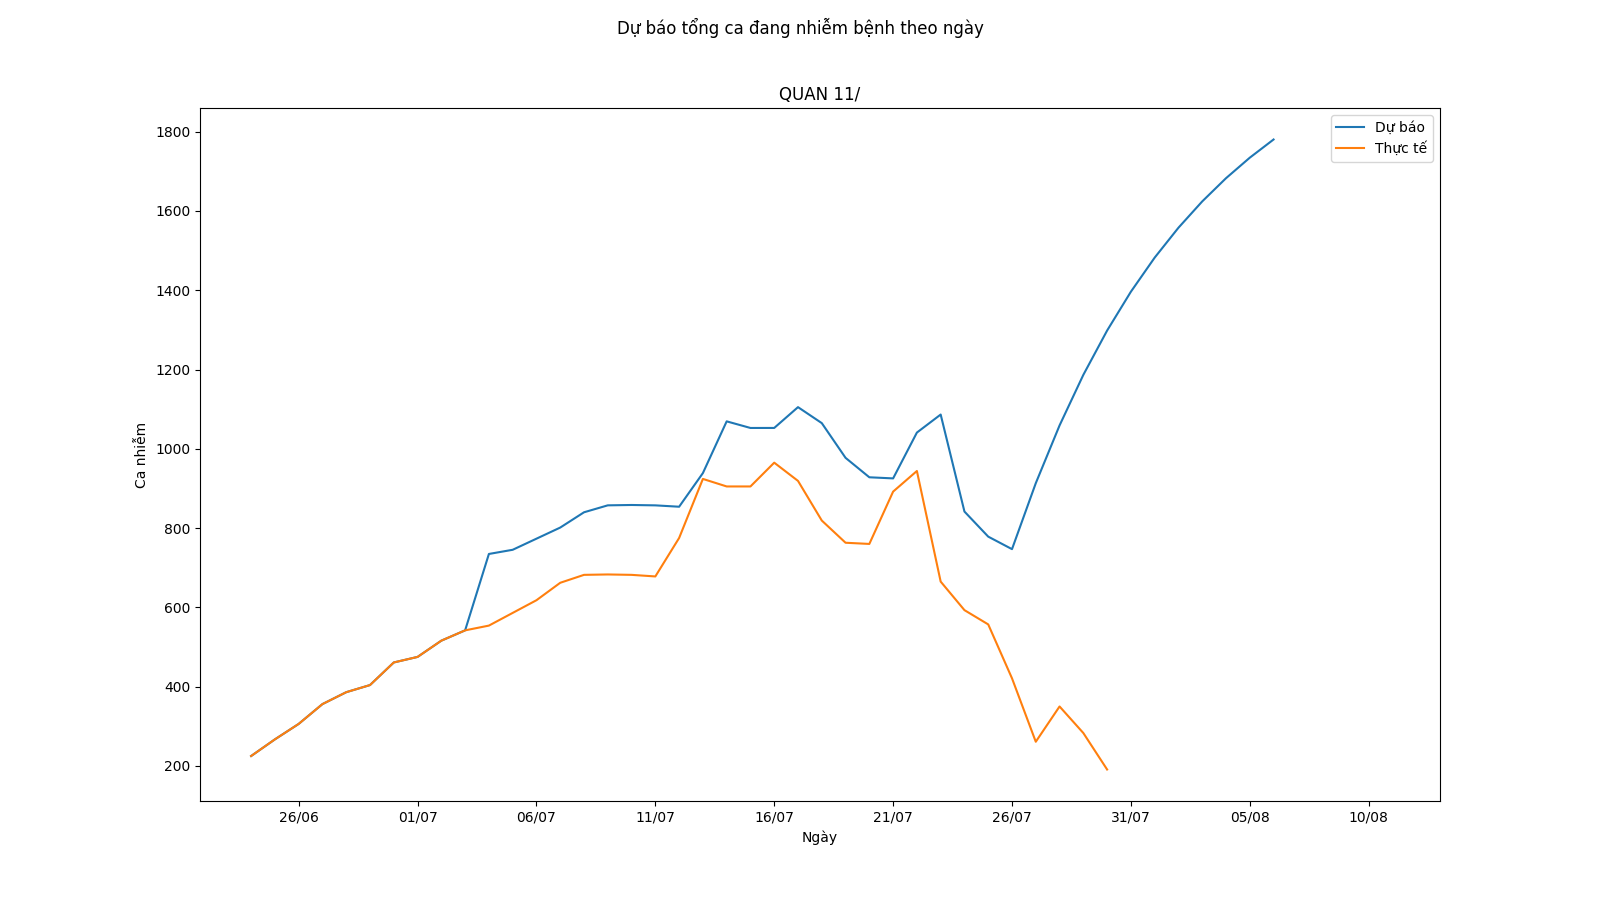 Dự báo tổng ca đang nhiễm bệnh theo ngày
QUAN 11/
Dự báo
Thực tế
1800
1600
1400
1200
1000
800
600
400
200
Ca nhiễm
26/06 01/07 06/07 11/07 16/07 21/07 26/07 31/07 05/08 10/08
Ngày